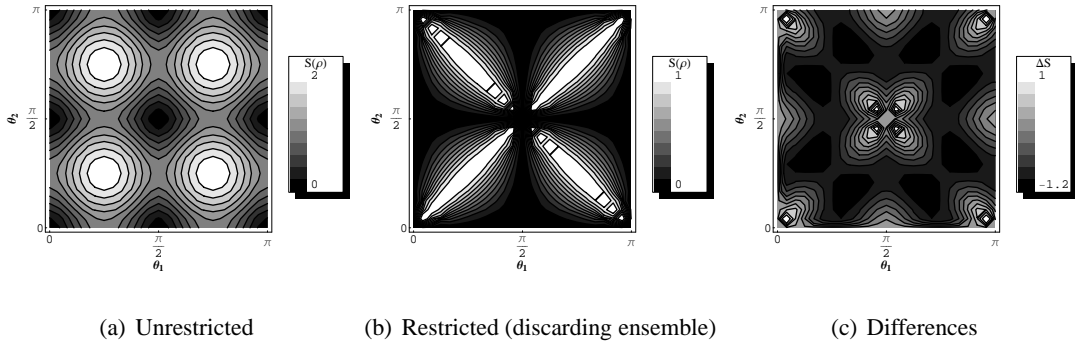 π
π/2
0
θ₂
0
π/2
π
θ₁
S(ρ)
2
0
(a) Unrestricted
π
π/2
0
θ₂
0
π/2
π
θ₁
S(ρ)
1
0
(b) Restricted (discarding ensemble)
π
π/2
0
θ₂
0
π/2
π
θ₁
ΔS
1
-1.2
(c) Differences